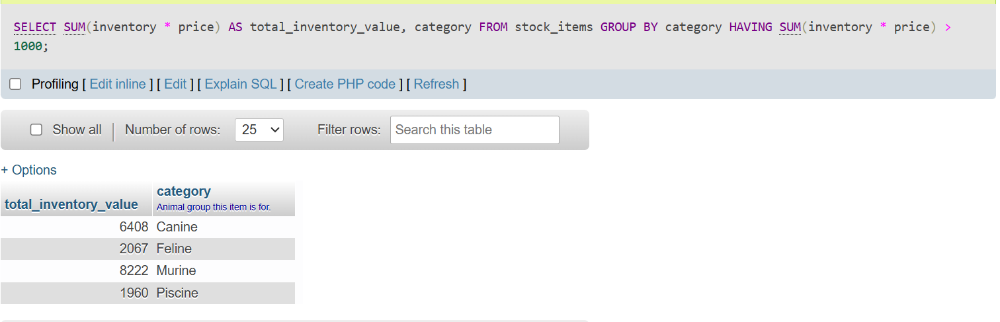 SELECT SUM(inventory * price) AS total_inventory_value, category FROM stock_items GROUP BY category HAVING SUM(inventory * price) >
1000;
Profiling [ Edit inline ] [ Edit ] [ Explain SQL ] [ Create PHP code ] [ Refresh ]
Show all | Number of rows: 25 Filter rows: Search this table
+ Options
total_inventory_value category
Animal group this item is for.
6408 Canine
2067 Feline
8222 Murine
1960 Piscine